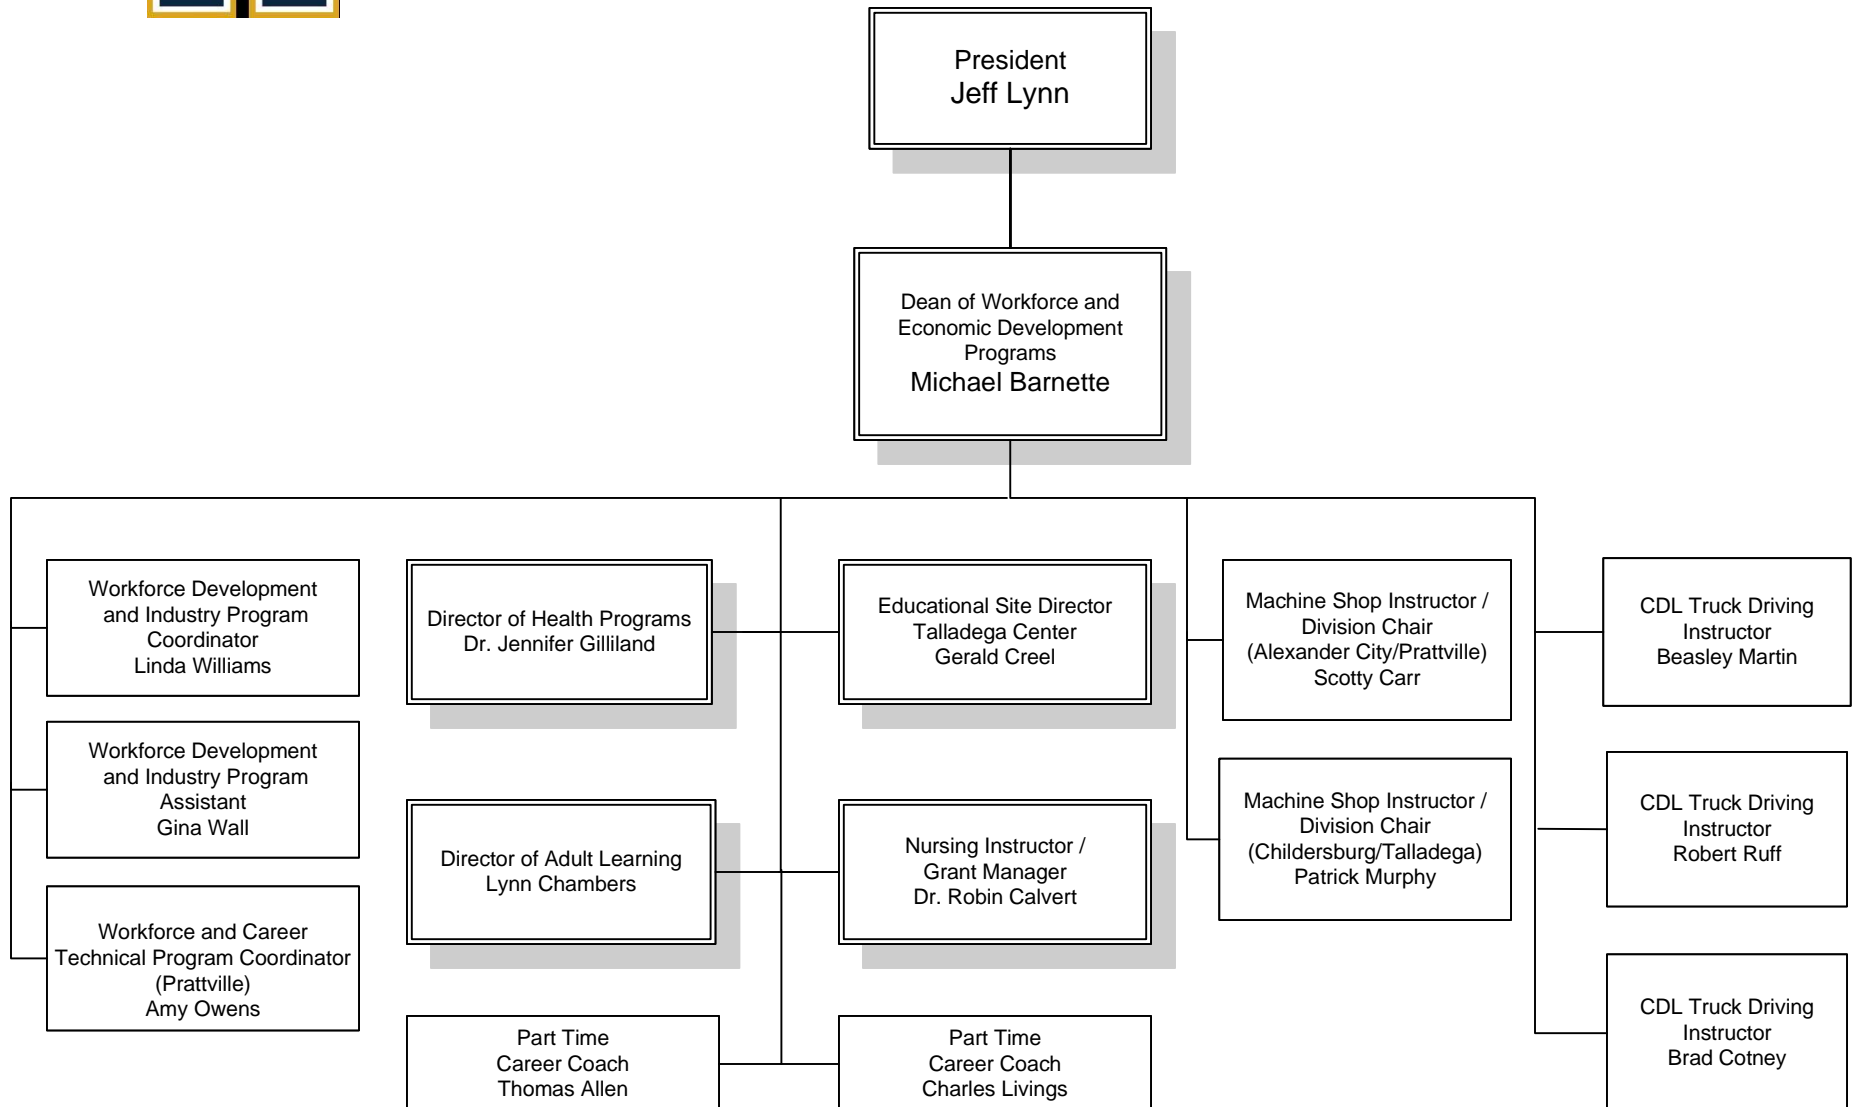 President
Jeff Lynn
Dean of Workforce and
Economic Development
Programs
Michael Barnette
Workforce Development
and Industry Program
Coordinator
Linda Williams
Director of Health Programs
Dr. Jennifer Gilliland
Educational Site Director
Talladega Center
Gerald Creel
Machine Shop Instructor /
Division Chair
(Alexander City/Prattville)
Scotty Carr
CDL Truck Driving
Instructor
Beasley Martin
Workforce Development
and Industry Program
Assistant
Gina Wall
Director of Adult Learning
Lynn Chambers
Nursing Instructor /
Grant Manager
Dr. Robin Calvert
Machine Shop Instructor /
Division Chair
(Childersburg/Talladega)
Patrick Murphy
CDL Truck Driving
Instructor
Robert Ruff
Workforce and Career
Technical Program Coordinator
(Prattville)
Amy Owens
Part Time
Career Coach
Thomas Allen
Part Time
Career Coach
Charles Livings
CDL Truck Driving
Instructor
Brad Cotney